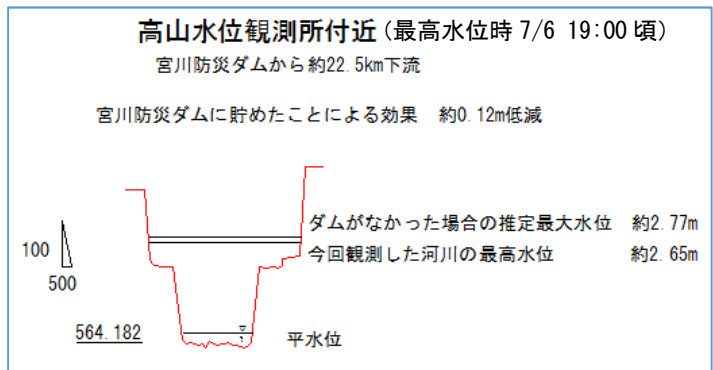 高山水位観測所付近(最高水位時 7/6 19:00 頃)
宮川防災ダムから約22.5km下流
宮川防災ダムに貯めたことによる効果 約0.12m低減
ダムがなかった場合の推定最大水位 約2.77m
今回観測した河川の最高水位 約2.65m
100
500
564.182
平水位